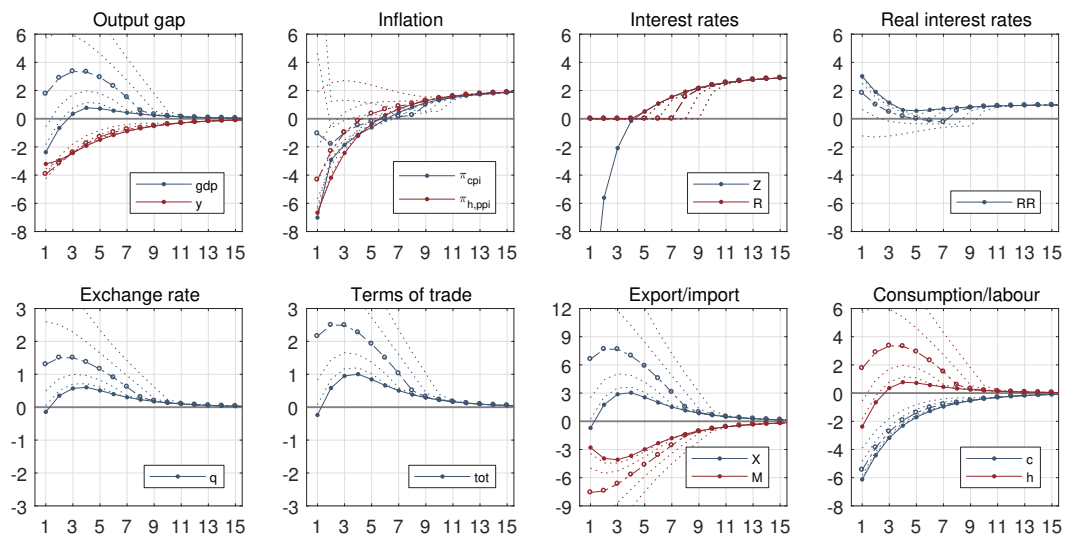 Output gap
6
4
2
0
-2
-4
-6
-8
gdp
y
1 3 5 7 9 11 13 15
Inflation
6
4
2
0
-2
-4
-6
-8
π_cpi
π_h,ppi
1 3 5 7 9 11 13 15
Interest rates
6
4
2
0
-2
-4
-6
-8
Z
R
1 3 5 7 9 11 13 15
Real interest rates
6
4
2
0
-2
-4
-6
-8
RR
1 3 5 7 9 11 13 15
Exchange rate
3
2
1
0
-1
-2
-3
q
1 3 5 7 9 11 13 15
Terms of trade
3
2
1
0
-1
-2
-3
tot
1 3 5 7 9 11 13 15
Export/import
12
9
6
3
0
-3
-6
-9
X
M
1 3 5 7 9 11 13 15
Consumption/labour
6
4
2
0
-2
-4
-6
-8
c
h
1 3 5 7 9 11 13 15